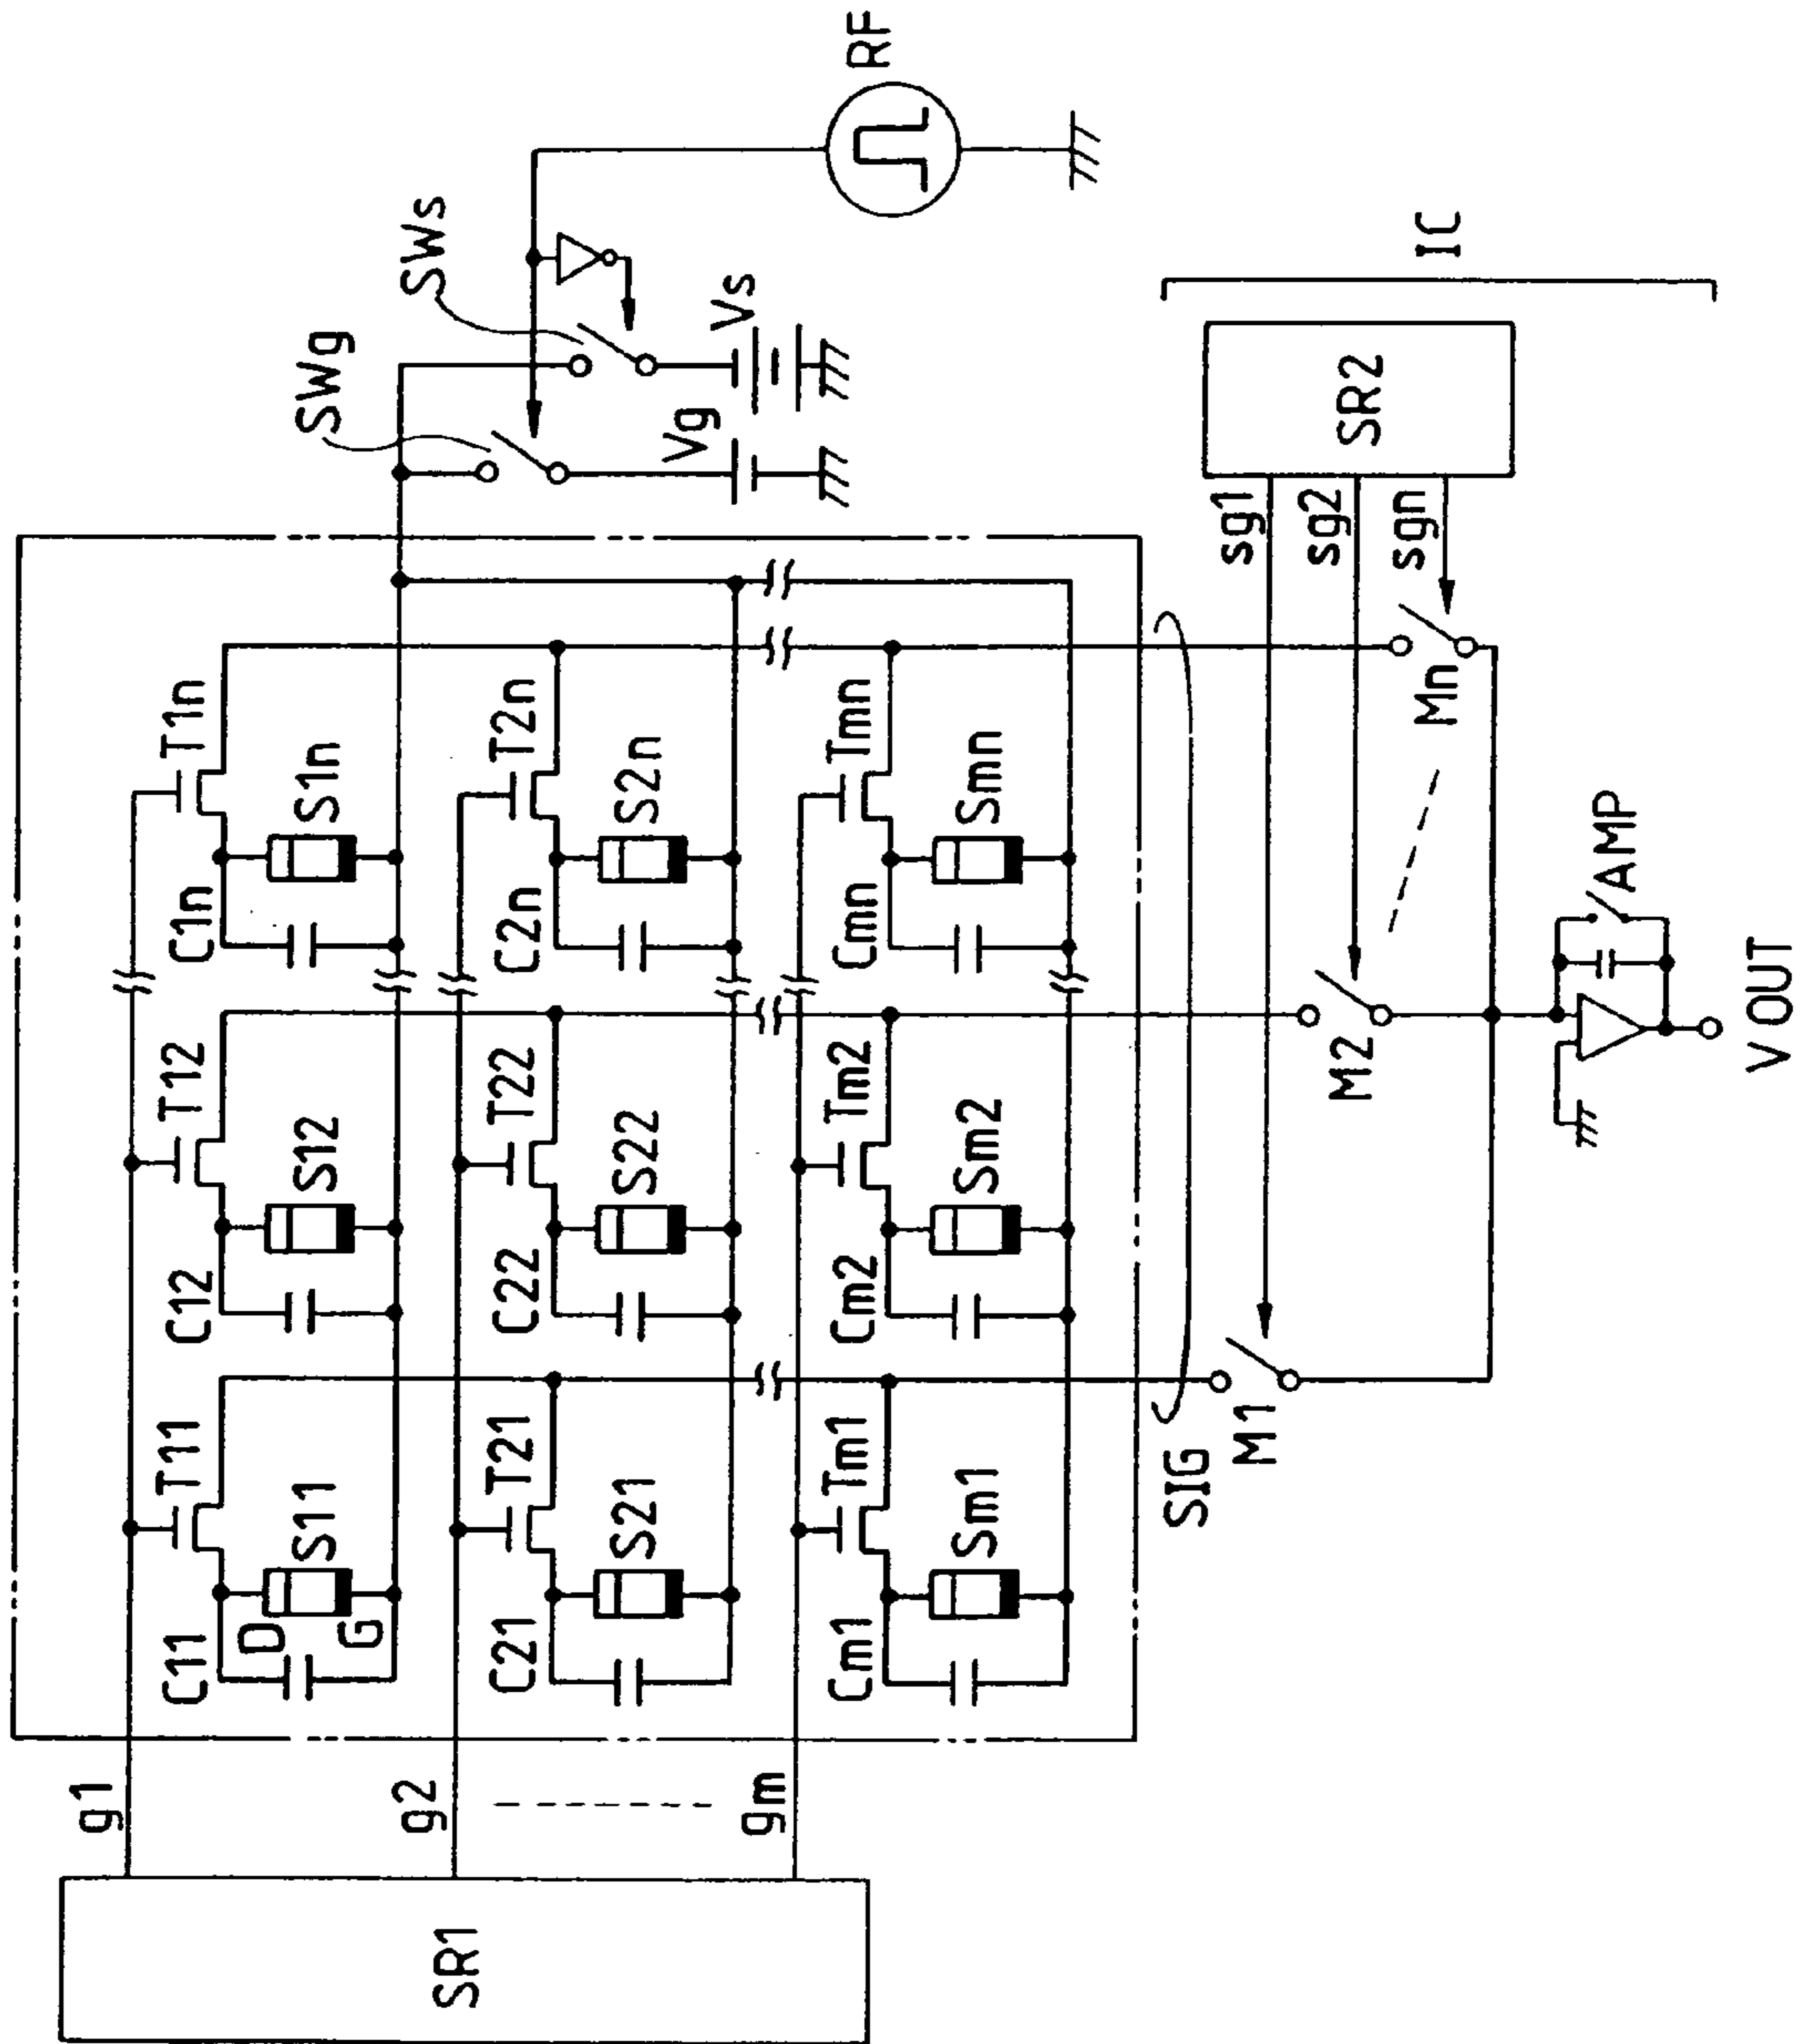 SR1
g1
g2
gm
C11
T11
D
S11
G
C12
T12
S12
C1n
T1n
S1n
C21
T21
S21
C22
T22
S22
C2n
T2n
S2n
Cm1
Tm1
Sm1
Cm2
Tm2
Sm2
Cmn
Tmn
Smn
SWg
SWs
Vg
Vs
RF
SIG
M1
M2
Mn
sg1
sg2
sgn
SR2
IC
AMP
V OUT